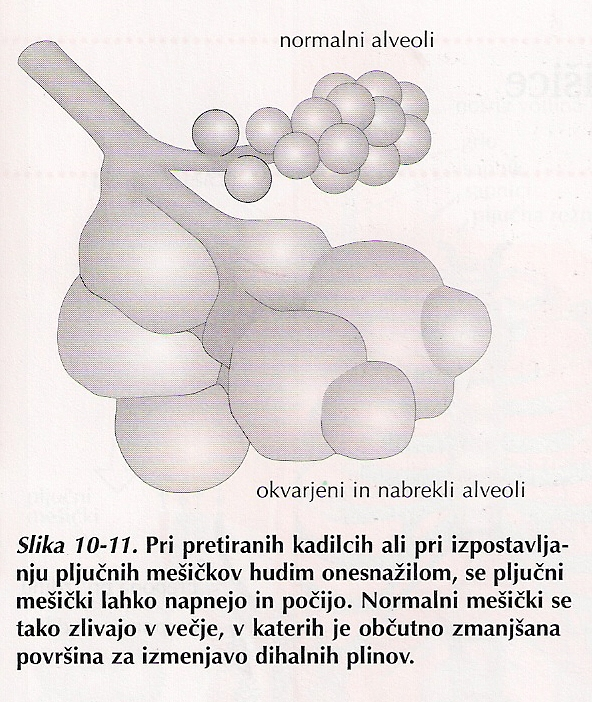 normalni alveoli
okvarjeni in nabrekli alveoli
Slika 10-11. Pri pretiranih kadilcih ali pri izpostavlja-
nju pljučnih mešičkov hudim onesnažilom, se pljučni
mešički lahko napnejo in počijo. Normalni mešički se
tako zlivajo v večje, v katerih je občutno zmanjšana
površina za izmenjavo dihalnih plinov.